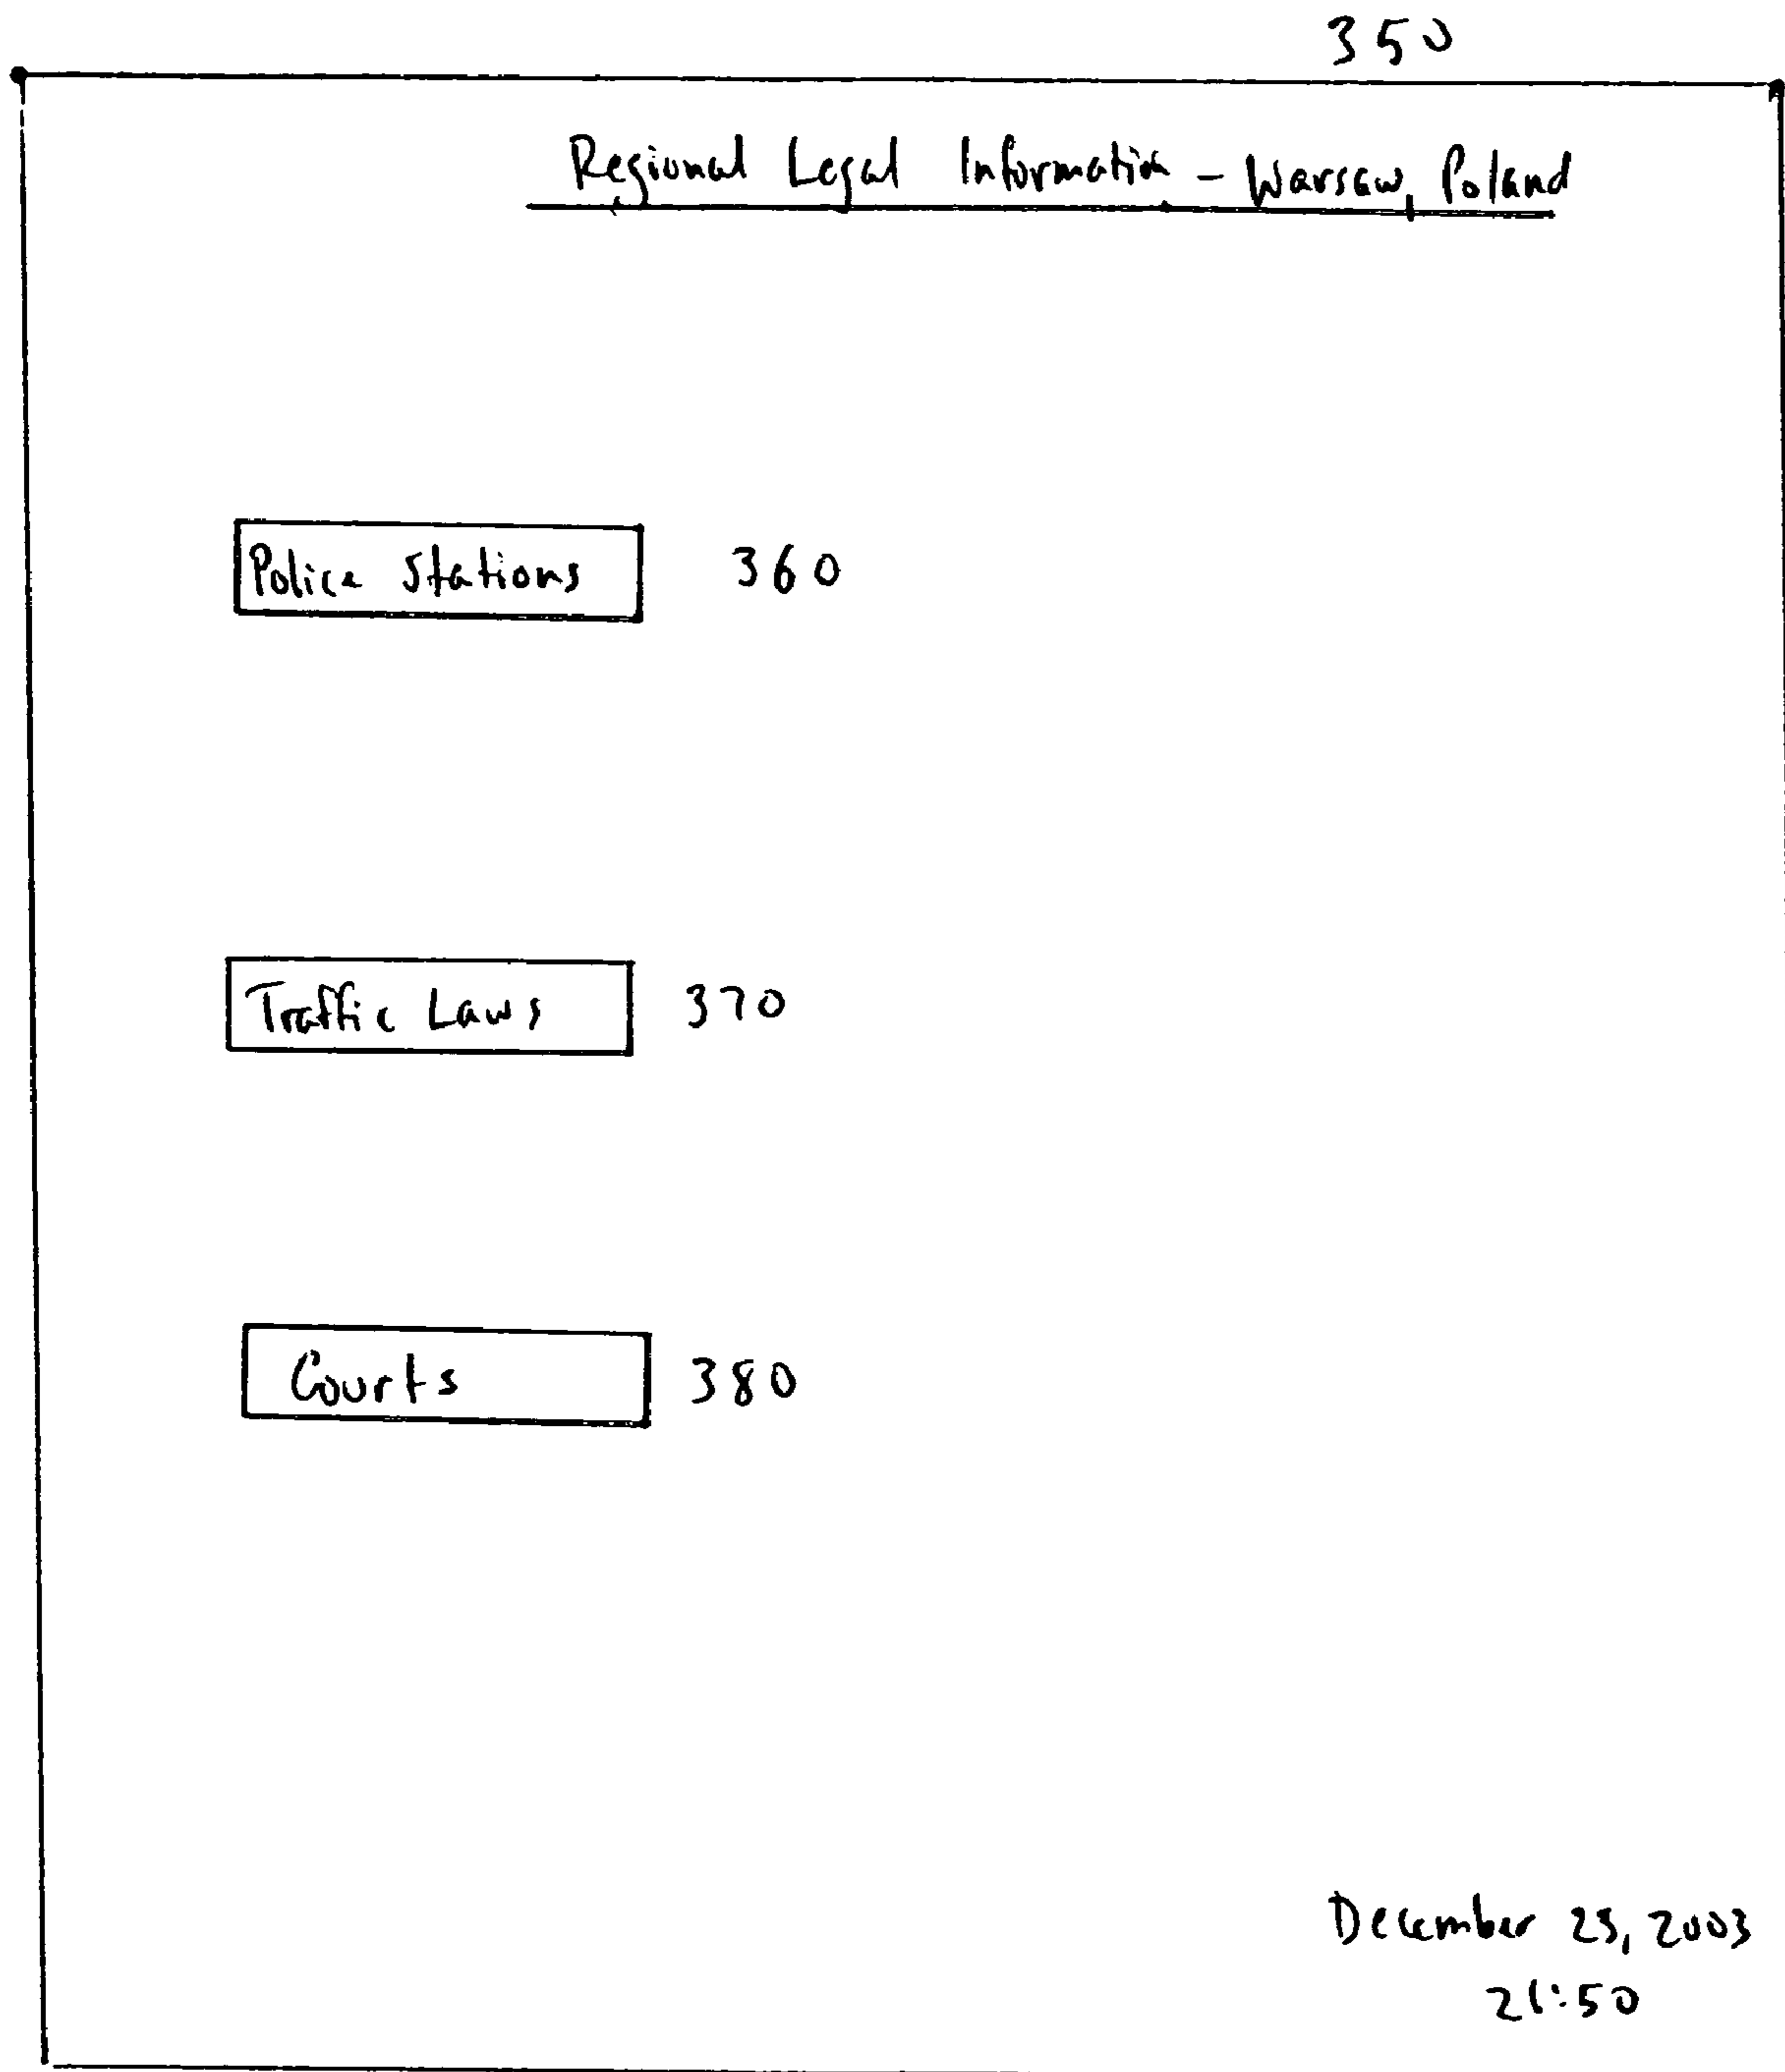 350
Regional Legal Information - Warsaw, Poland
Police Stations 360
Traffic Laws 370
Courts 380
December 25, 2003
21:50